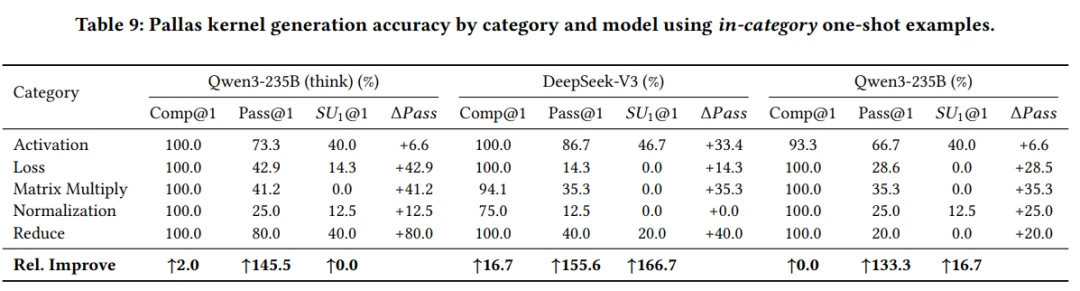 Table 9: Pallas kernel generation accuracy by category and model using in-category one-shot examples.
Category Qwen3-235B (think) (%) DeepSeek-V3 (%) Qwen3-235B (%)
Comp@1 Pass@1 SU₁@1 ΔPass Comp@1 Pass@1 SU₁@1 ΔPass Comp@1 Pass@1 SU₁@1 ΔPass
Activation 100.0 73.3 40.0 +6.6 100.0 86.7 46.7 +33.4 93.3 66.7 40.0 +6.6
Loss 100.0 42.9 14.3 +42.9 100.0 14.3 0.0 +14.3 100.0 28.6 0.0 +28.5
Matrix Multiply 100.0 41.2 0.0 +41.2 94.1 35.3 0.0 +35.3 100.0 35.3 0.0 +35.3
Normalization 100.0 25.0 12.5 +12.5 75.0 12.5 0.0 +0.0 100.0 25.0 12.5 +25.0
Reduce 100.0 80.0 40.0 +80.0 100.0 40.0 20.0 +40.0 100.0 20.0 0.0 +20.0
Rel. Improve ↑2.0 ↑145.5 ↑0.0 ↑16.7 ↑155.6 ↑166.7 ↑0.0 ↑133.3 ↑16.7